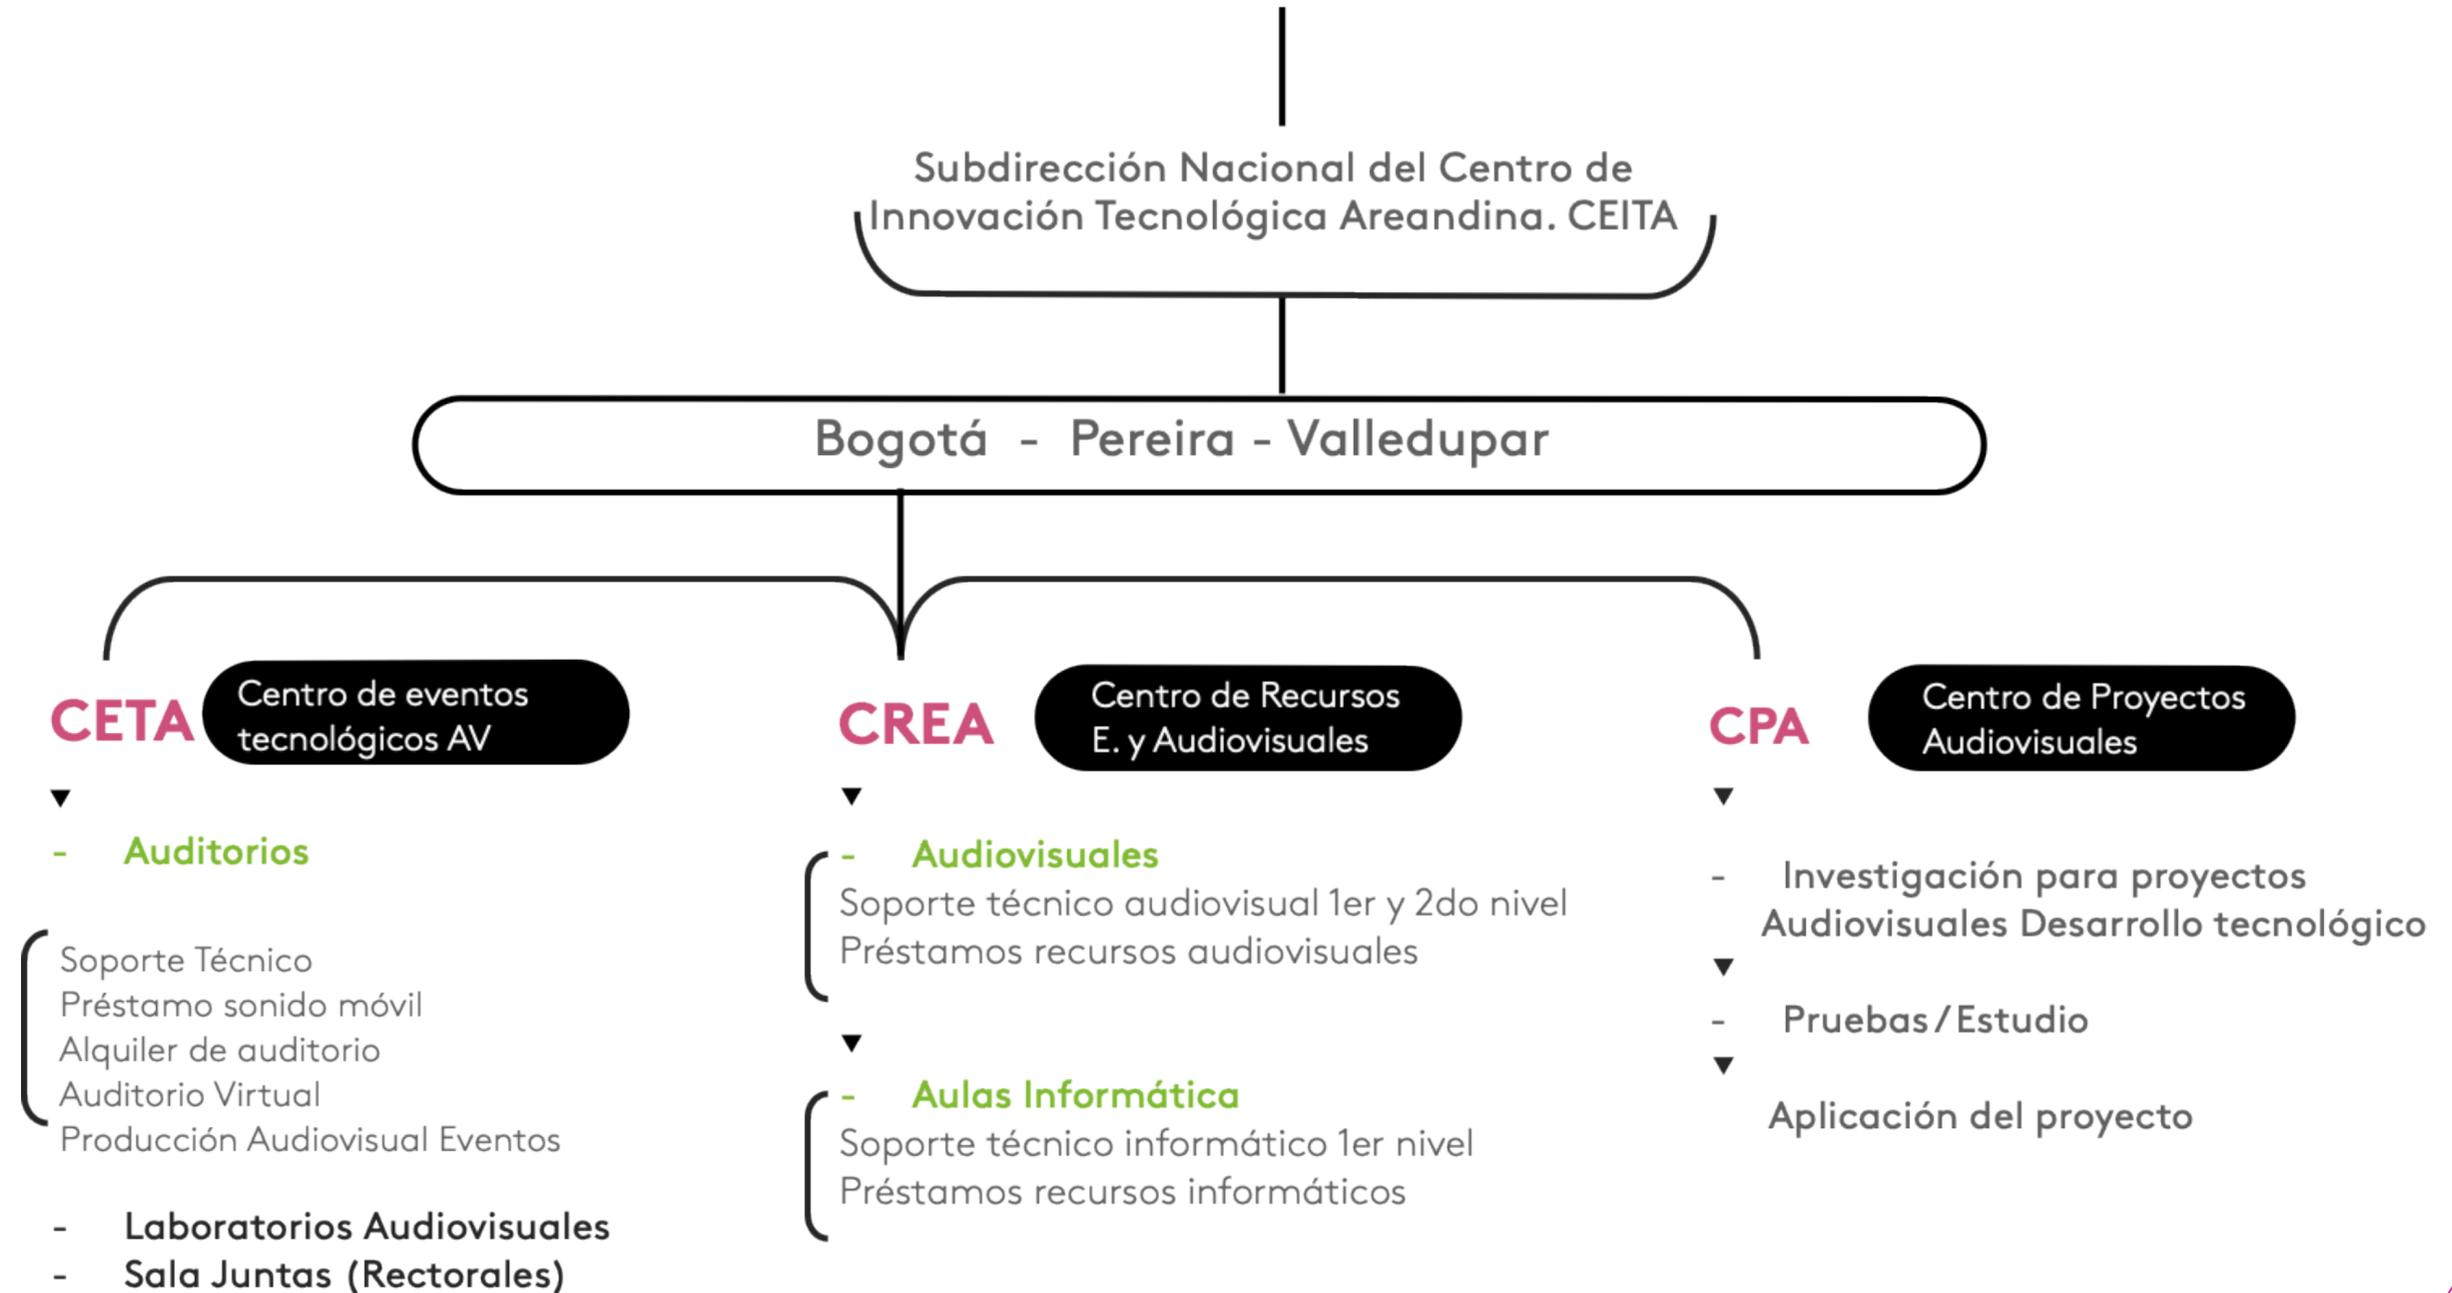 Subdirección Nacional del Centro de
Innovación Tecnológica Areandina. CEITA
Bogotá - Pereira - Valledupar
CETA
Centro de eventos
tecnológicos AV
- Auditorios
Soporte Técnico
Préstamo sonido móvil
Alquiler de auditorio
Auditorio Virtual
Producción Audiovisual Eventos
- Laboratorios Audiovisuales
- Sala Juntas (Rectorales)
CREA
Centro de Recursos
E. y Audiovisuales
- Audiovisuales
Soporte técnico audiovisual 1er y 2do nivel
Préstamos recursos audiovisuales
- Aulas Informática
Soporte técnico informático 1er nivel
Préstamos recursos informáticos
CPA
Centro de Proyectos
Audiovisuales
- Investigación para proyectos
Audiovisuales Desarrollo tecnológico
- Pruebas / Estudio
Aplicación del proyecto